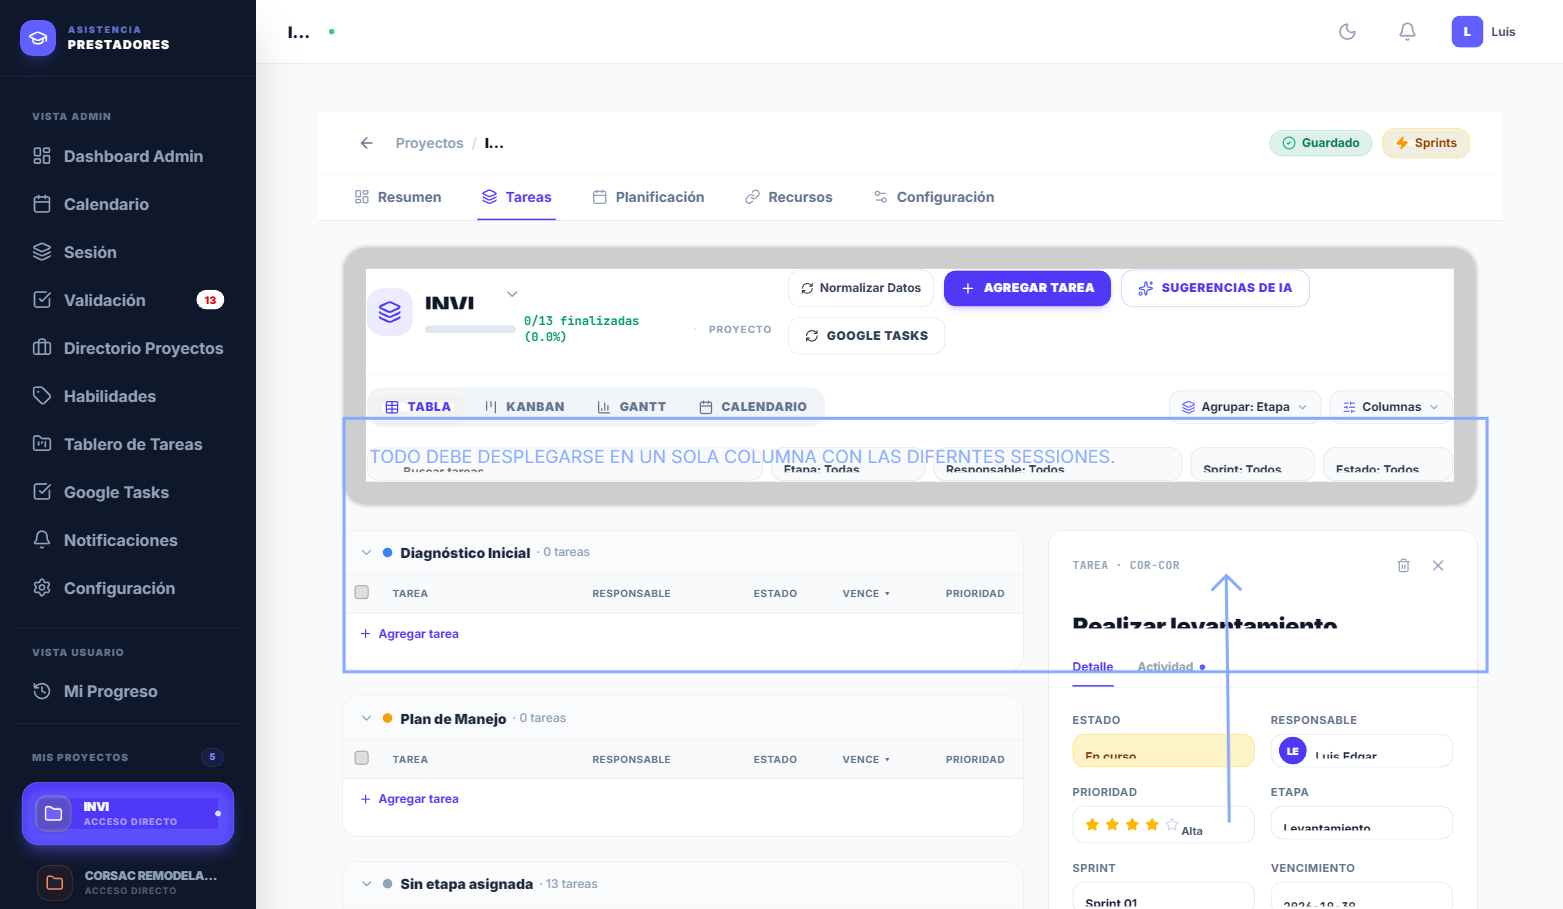 ASISTENCIA
PRESTADORES
I...
L
Luis
VISTA ADMIN
Dashboard Admin
Calendario
Sesión
Validación 13
Directorio Proyectos
Habilidades
Tablero de Tareas
Google Tasks
Notificaciones
Configuración
VISTA USUARIO
Mi Progreso
MIS PROYECTOS 5
INVI
ACCESO DIRECTO
CORSAC REMODELA...
ACCESO DIRECTO
Proyectos / I...
Guardado
Sprints
Resumen
Tareas
Planificación
Recursos
Configuración
INVI
0/13 finalizadas
(0.0%)
· PROYECTO
Normalizar Datos
AGREGAR TAREA
SUGERENCIAS DE IA
GOOGLE TASKS
TABLA
KANBAN
GANTT
CALENDARIO
Agrupar: Etapa
Columnas
TODO DEBE DESPLEGARSE EN UN SOLA COLUMNA CON LAS DIFERNTES SESSIONES.
Buscar tareas
Etapa: Todas
Responsable: Todos
Sprint: Todos
Estado: Todos
Diagnóstico Inicial · 0 tareas
TAREA RESPONSABLE ESTADO VENCE ▼ PRIORIDAD
+ Agregar tarea
Plan de Manejo · 0 tareas
TAREA RESPONSABLE ESTADO VENCE ▼ PRIORIDAD
+ Agregar tarea
Sin etapa asignada · 13 tareas
TAREA · COR-COR
Realizar levantamiento
Detalle
Actividad
ESTADO
En curso
RESPONSABLE
LE Luis Edgar
PRIORIDAD
Alta
ETAPA
Levantamiento
SPRINT
Sprint 01
VENCIMIENTO